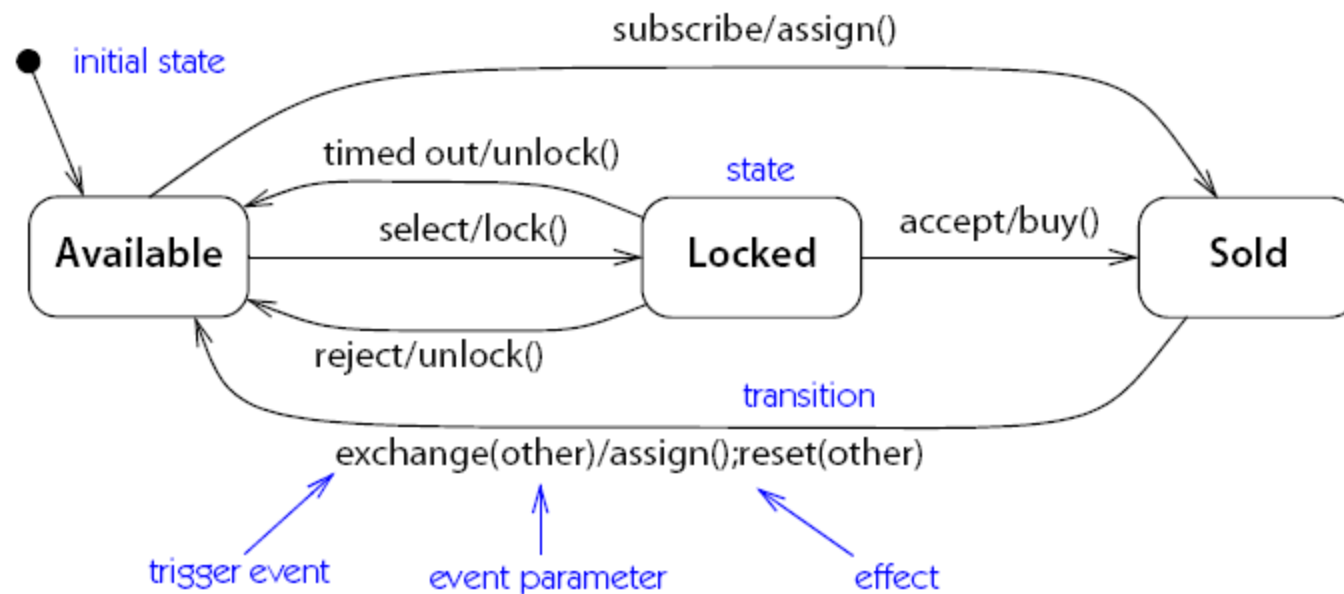 subscribe/assign()
initial state
timed out/unlock()
state
select/lock()
accept/buy()
Available
Locked
Sold
reject/unlock()
transition
exchange(other)/assign();reset(other)
trigger event
event parameter
effect